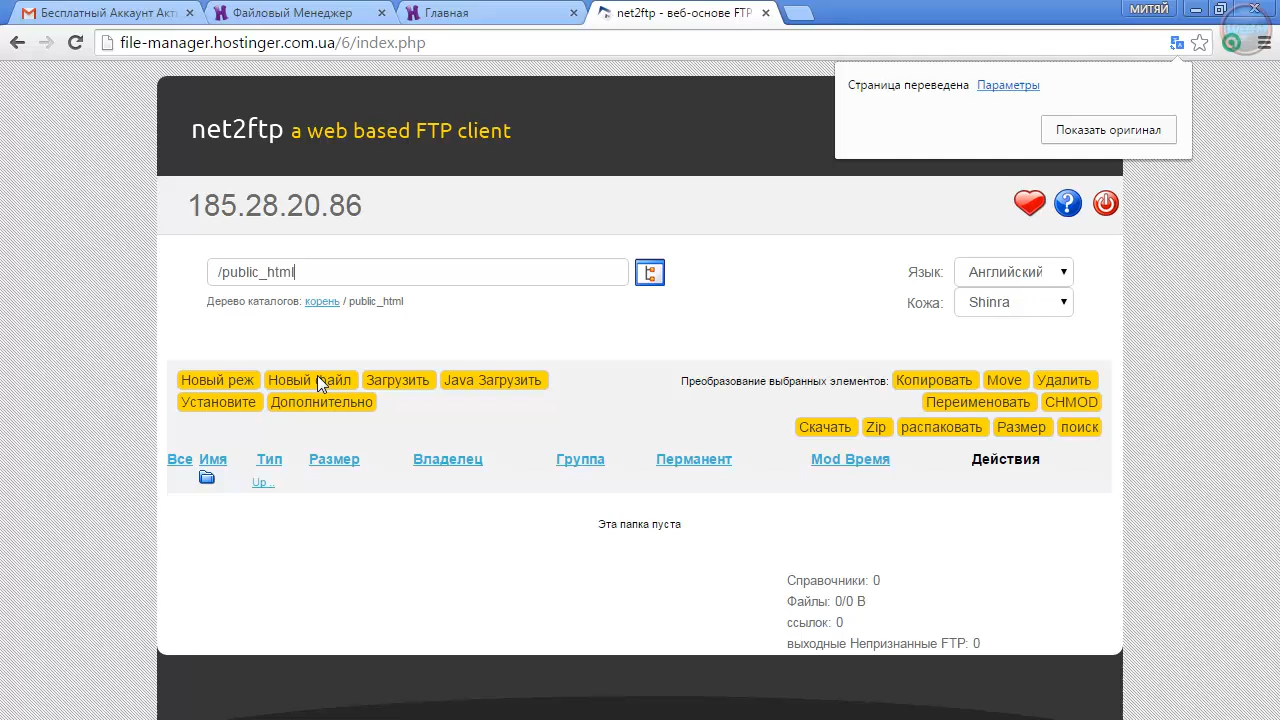 Бесплатный Аккаунт Акти
Файловый Менеджер
Главная
net2ftp - веб-основе FTP
МИТЯЙ
file-manager.hostinger.com.ua/6/index.php
Страница переведена Параметры
Показать оригинал
net2ftp a web based FTP client
185.28.20.86
/public_html
Дерево каталогов: корень / public_html
Язык: Английский
Кожа: Shinra
Новый реж Новый файл Загрузить Java Загрузить
Установите Дополнительно
Преобразование выбранных элементов: Копировать Move Удалить
Переименовать CHMOD
Скачать Zip распаковать Размер поиск
Все Имя Тип Размер Владелец Группа Перманент Mod Время Действия
Up ..
Эта папка пуста
Справочники: 0
Файлы: 0/0 B
ссылок: 0
выходные Непризнанные FTP: 0